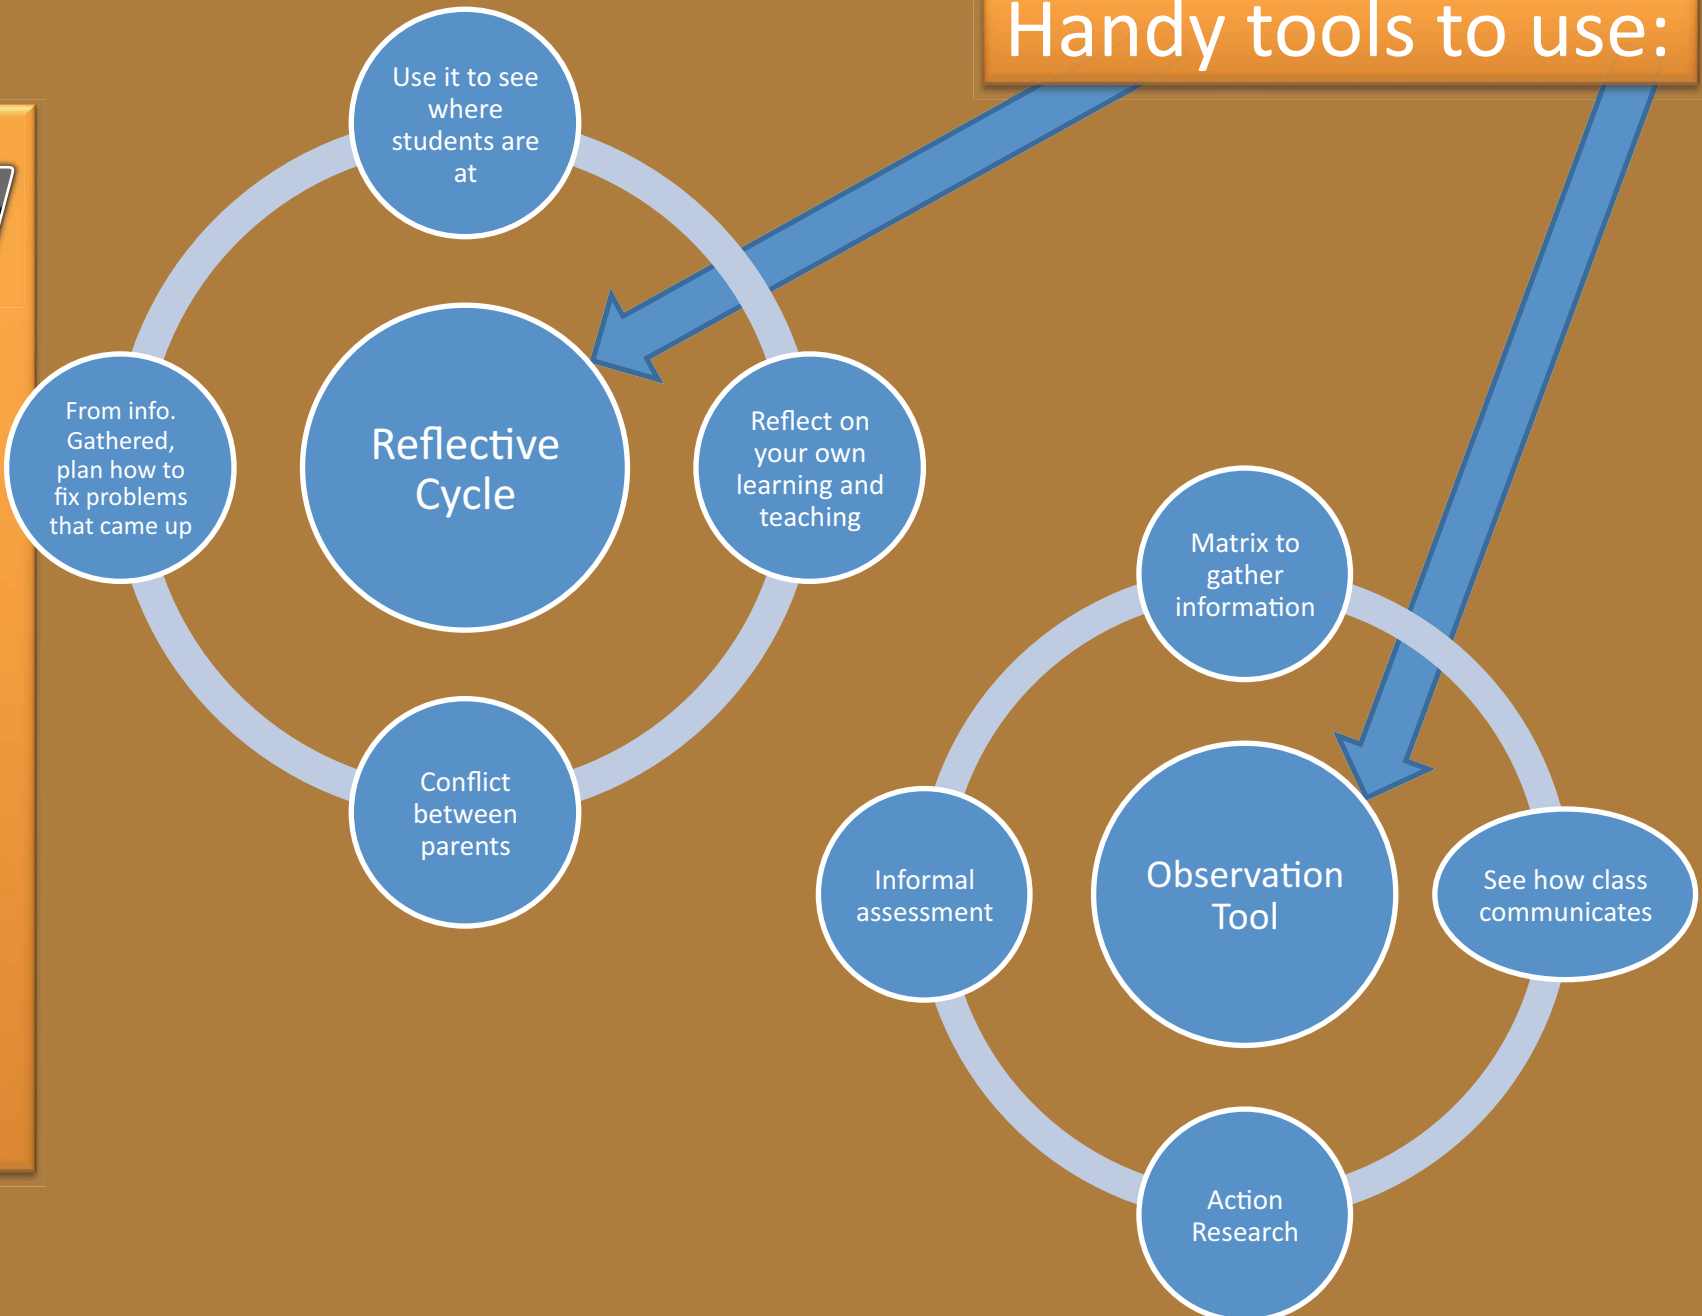 Handy tools to use:
Use it to see
where
students are
at
Reflective
Cycle
From info.
Gathered,
plan how to
fix problems
that came up
Reflect on
your own
learning and
teaching
Conflict
between
parents
Matrix to
gather
information
Observation
Tool
Informal
assessment
See how class
communicates
Action
Research